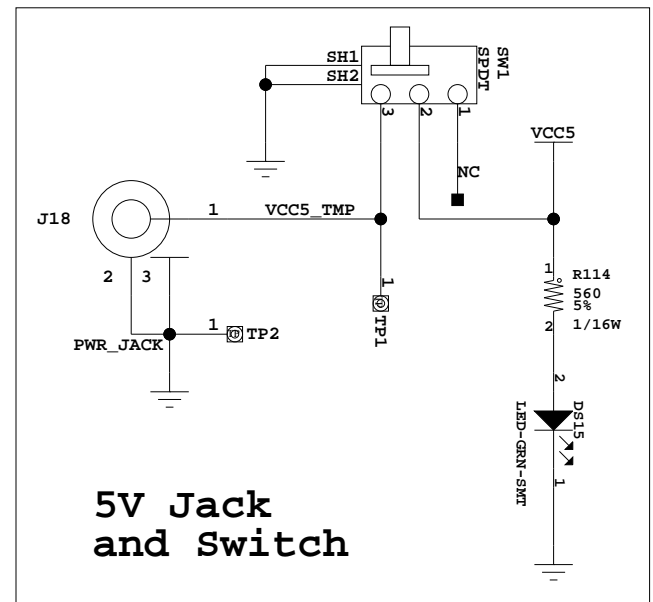 SH1
SH2
SW1
SPDT
3
2
1
NC
VCC5
J18
1
VCC5_TMP
2
3
1
TP1
1
TP2
PWR_JACK
1
R114
560
5%
1/16W
2
2
DS15
LED-GRN-SMT
1
5V Jack
and Switch